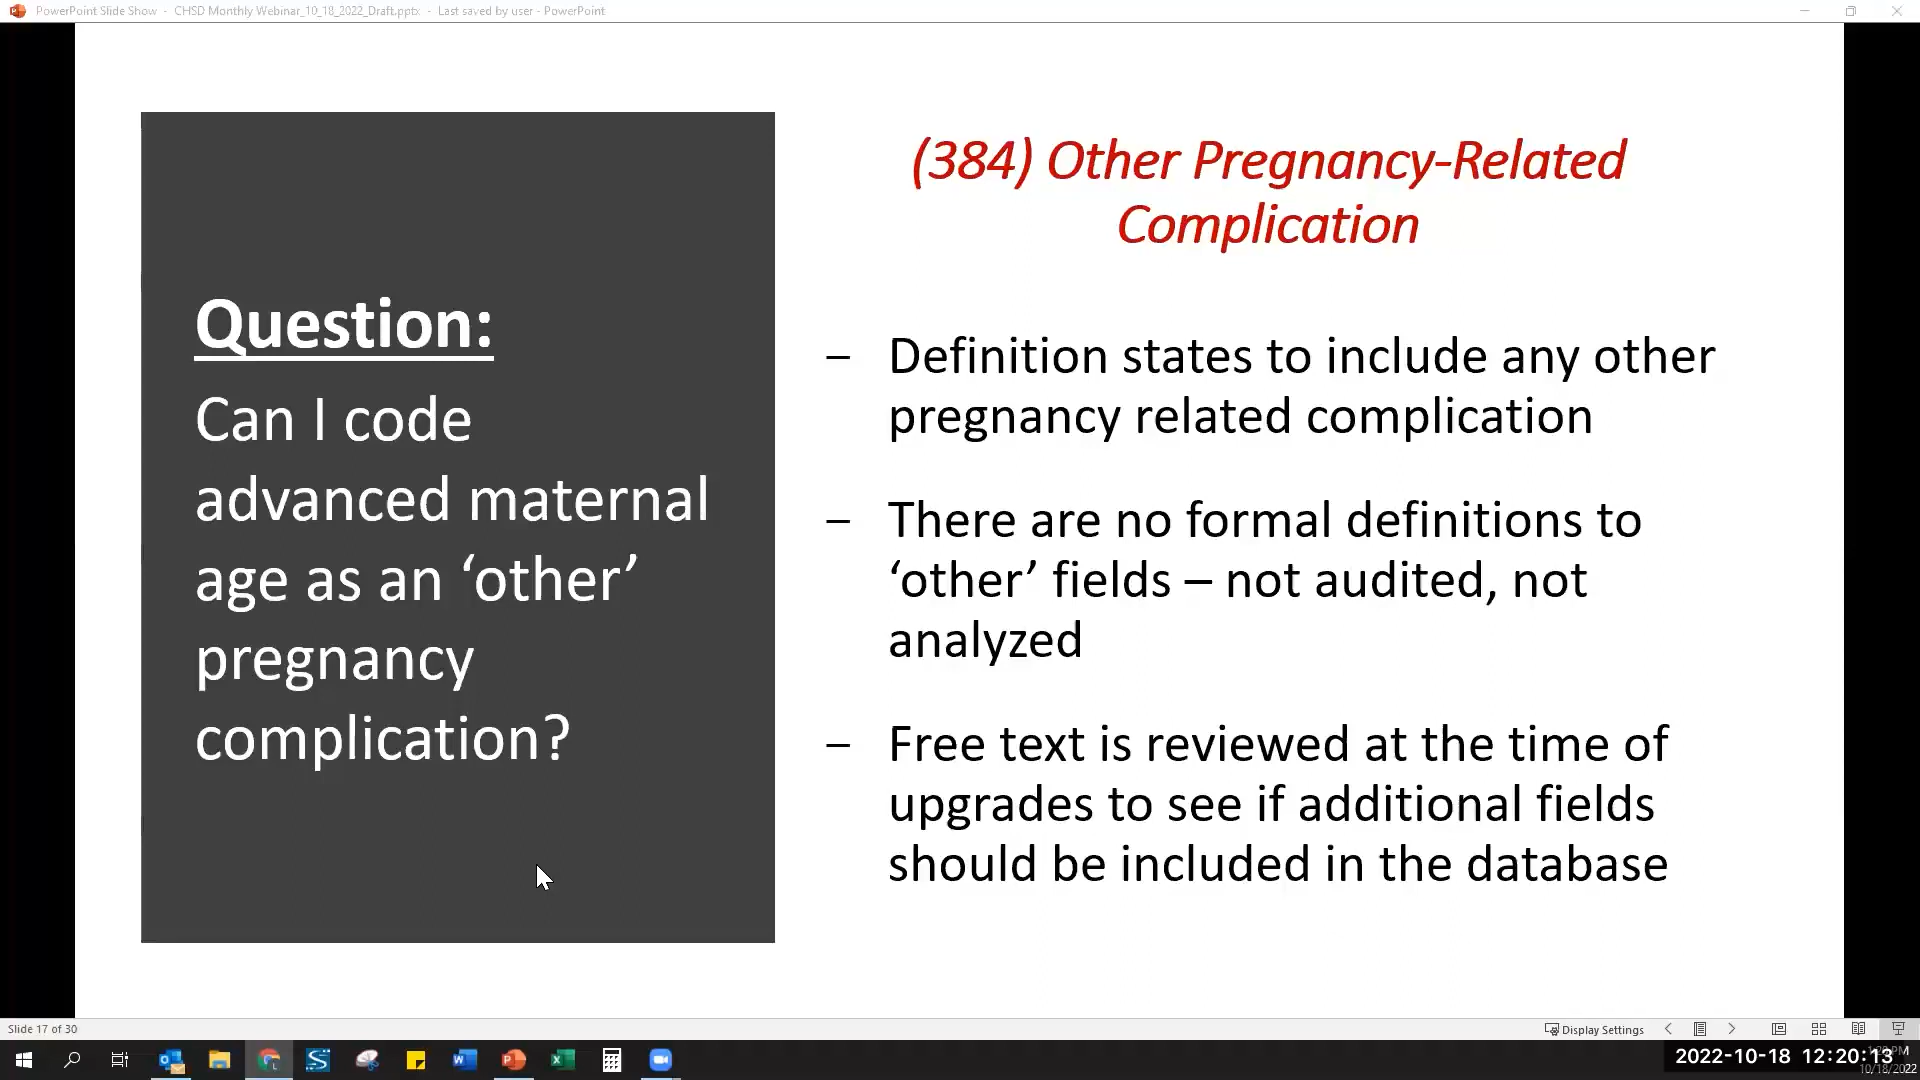 PowerPoint Slide Show - CHSD Monthly Webinar_10_18_2022_Draft.pptx - Last saved by user - PowerPoint
Question:
Can I code
advanced maternal
age as an ‘other’
pregnancy
complication?
(384) Other Pregnancy-Related
Complication
– Definition states to include any other
pregnancy related complication
– There are no formal definitions to
‘other’ fields – not audited, not
analyzed
– Free text is reviewed at the time of
upgrades to see if additional fields
should be included in the database
Slide 17 of 30
Display Settings
2022-10-18 12:20:13
10/18/2022